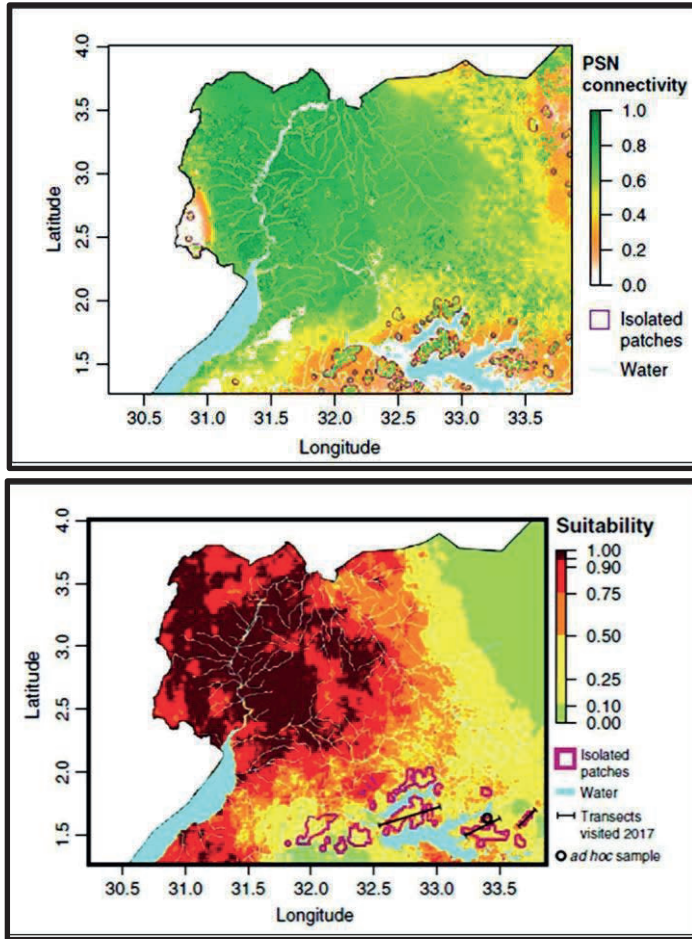 PSN
connectivity
1.0
0.8
0.6
0.4
0.2
0.0
Isolated
patches
Water
4.0
3.5
3.0
2.5
2.0
1.5
Latitude
30.5 31.0 31.5 32.0 32.5 33.0 33.5
Longitude
Suitability
1.00
0.90
0.75
0.50
0.25
0.10
0.00
Isolated
patches
Water
Transects
visited 2017
ad hoc sample
4.0
3.5
3.0
2.5
2.0
1.5
Latitude
30.5 31.0 31.5 32.0 32.5 33.0 33.5
Longitude